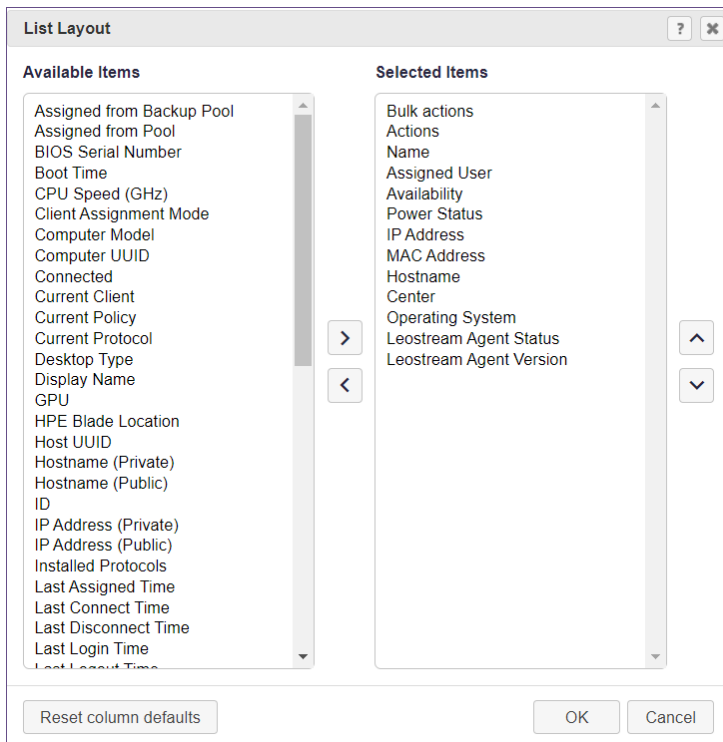 List Layout
?
Available Items
Selected Items
Assigned from Backup Pool
Assigned from Pool
BIOS Serial Number
Boot Time
CPU Speed (GHz)
Client Assignment Mode
Computer Model
Computer UUID
Connected
Current Client
Current Policy
Current Protocol
Desktop Type
Display Name
GPU
HPE Blade Location
Host UUID
Hostname (Private)
Hostname (Public)
ID
IP Address (Private)
IP Address (Public)
Installed Protocols
Last Assigned Time
Last Connect Time
Last Disconnect Time
Last Login Time
Last Logout Time
Bulk actions
Actions
Name
Assigned User
Availability
Power Status
IP Address
MAC Address
Hostname
Center
Operating System
Leostream Agent Status
Leostream Agent Version
Reset column defaults
OK
Cancel